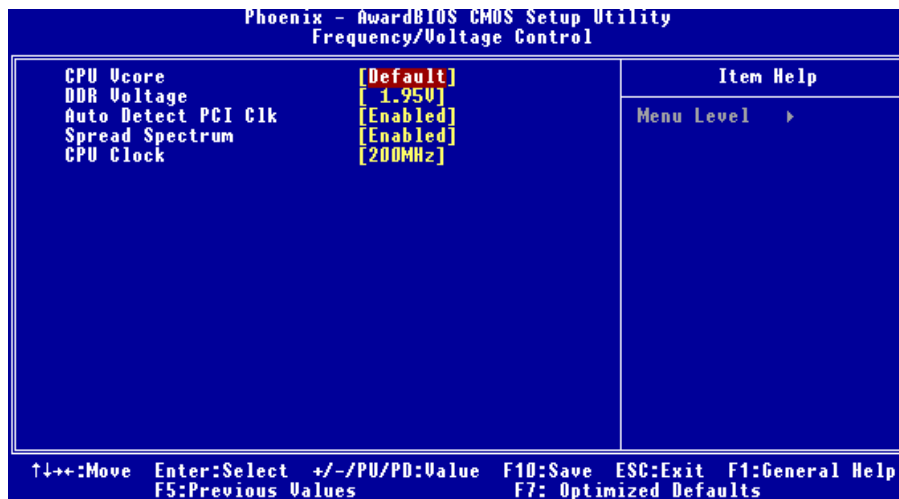 Phoenix - AwardBIOS CMOS Setup Utility
Frequency/Voltage Control
CPU Vcore [Default]
DDR Voltage [ 1.95V]
Auto Detect PCI Clk [Enabled]
Spread Spectrum [Enabled]
CPU Clock [200MHz]
Item Help
Menu Level ▸
↑↓→←:Move Enter:Select +/-/PU/PD:Value F10:Save ESC:Exit F1:General Help
F5:Previous Values F7: Optimized Defaults